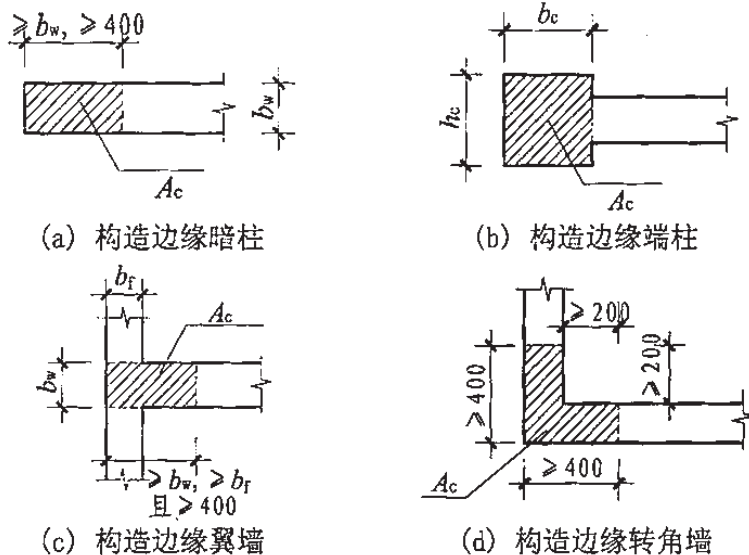 ≥bw, ≥400
bw
Ac
(a) 构造边缘暗柱
bc
hc
Ac
(b) 构造边缘端柱
bf
Ac
bw
≥bw, ≥bf
且≥400
(c) 构造边缘翼墙
≥200
≥200
≥400
≥400
Ac
(d) 构造边缘转角墙